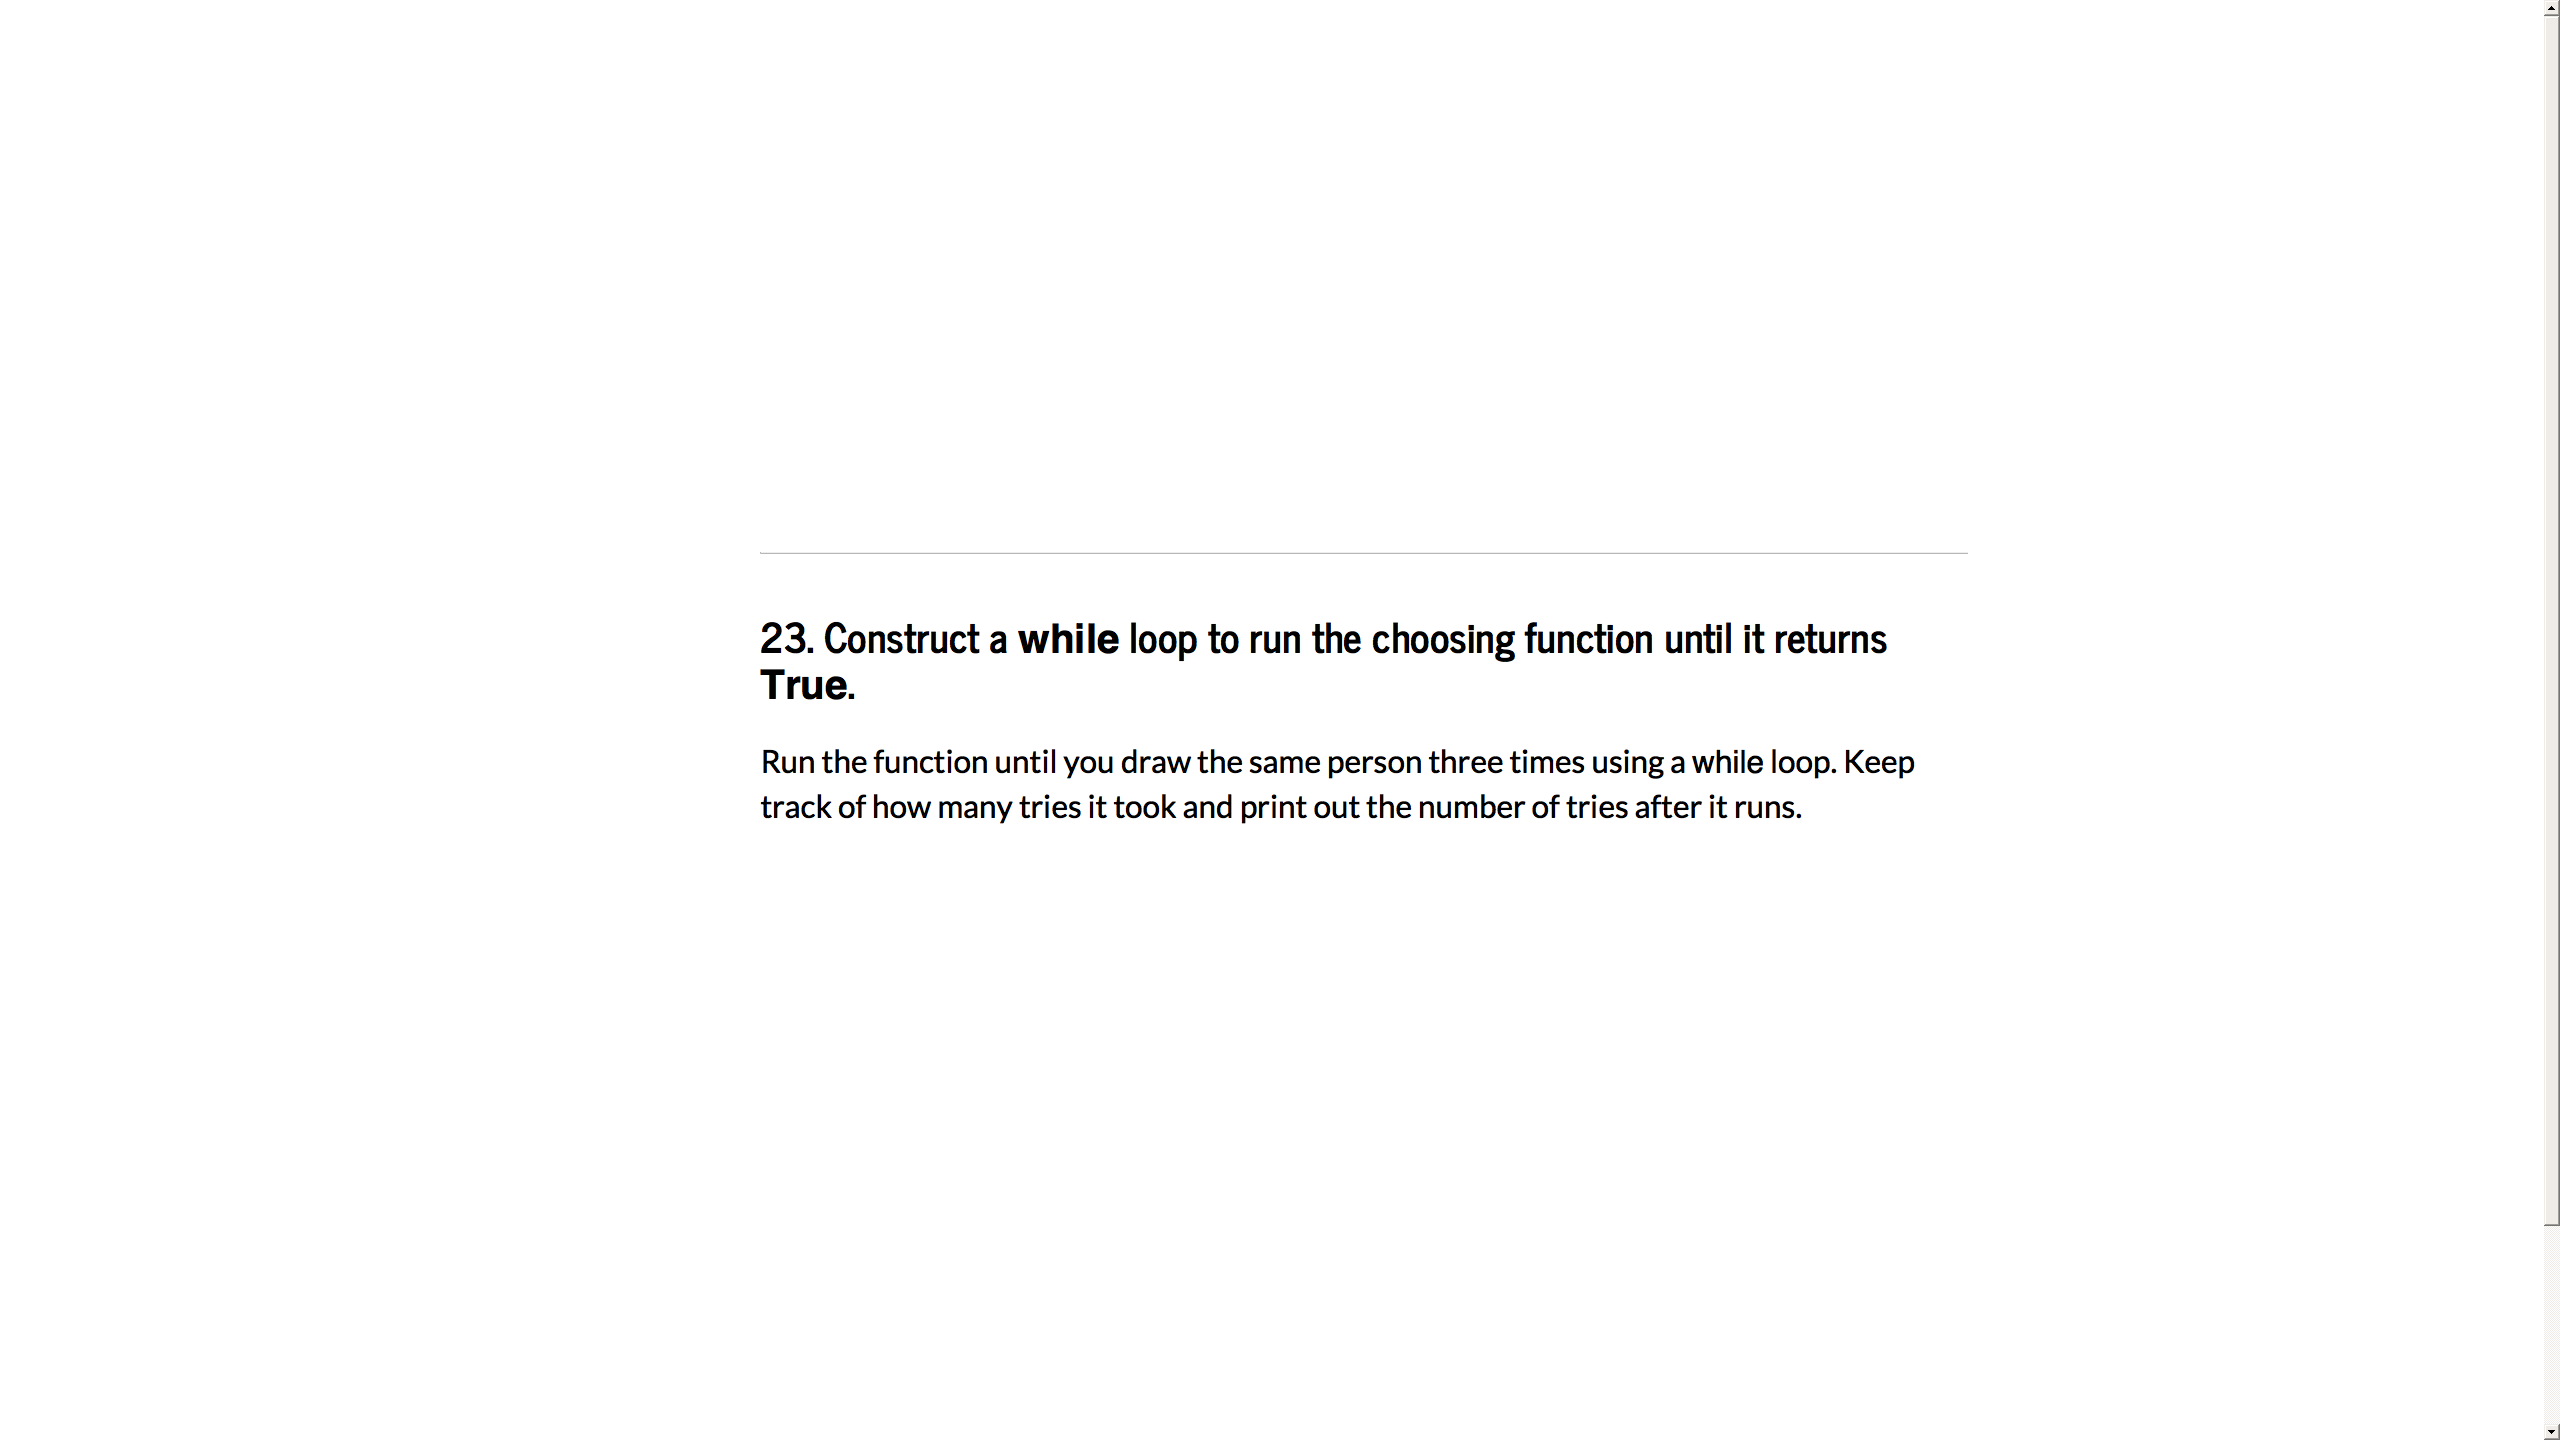 23. Construct a while loop to run the choosing function until it returns
True.
Run the function until you draw the same person three times using a while loop. Keep
track of how many tries it took and print out the number of tries after it runs.